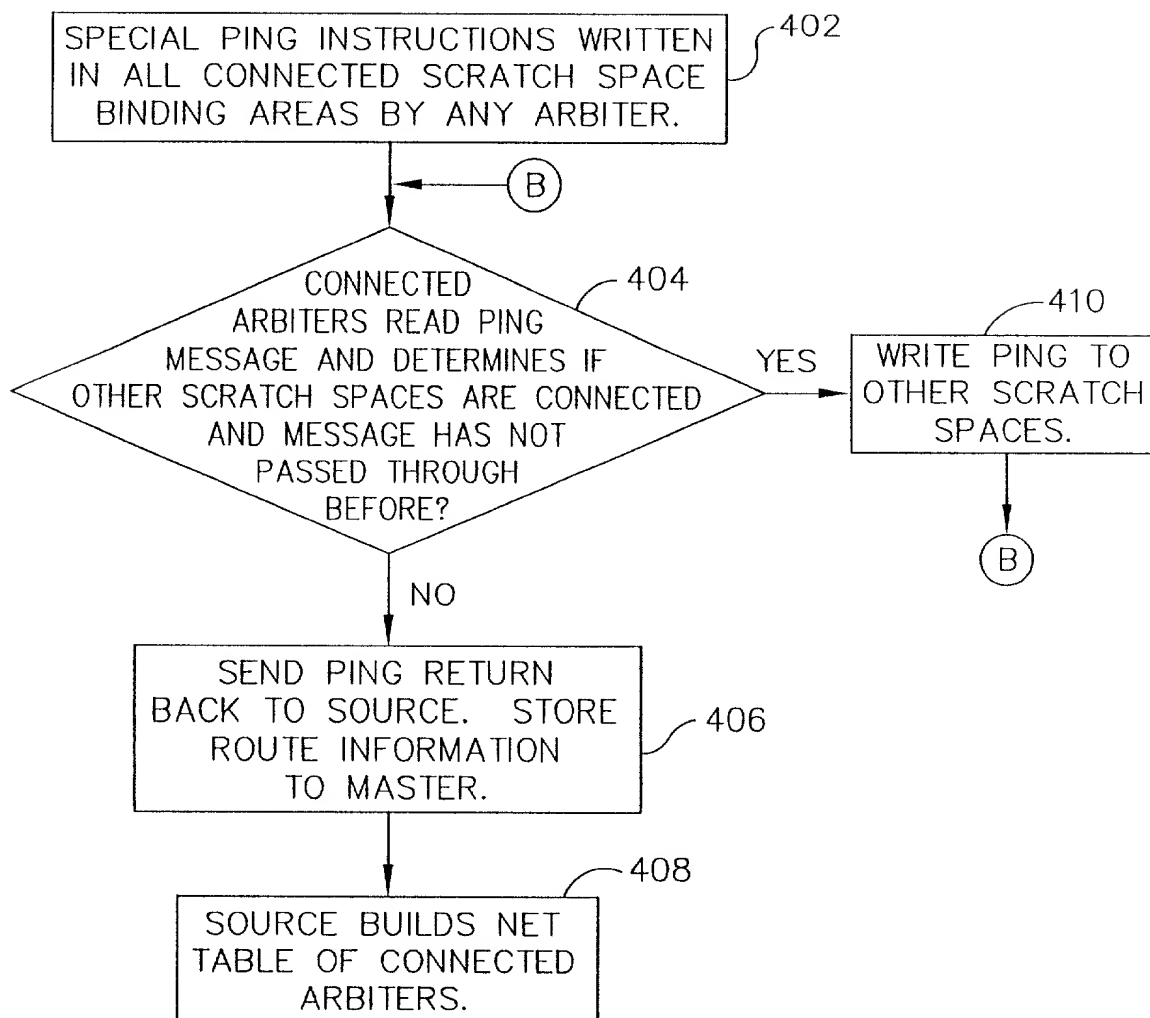 SPECIAL PING INSTRUCTIONS WRITTEN
IN ALL CONNECTED SCRATCH SPACE
BINDING AREAS BY ANY ARBITER.
402
B
CONNECTED
ARBITERS READ PING
MESSAGE AND DETERMINES IF
OTHER SCRATCH SPACES ARE CONNECTED
AND MESSAGE HAS NOT
PASSED THROUGH
BEFORE?
404
YES
410
WRITE PING TO
OTHER SCRATCH
SPACES.
B
NO
SEND PING RETURN
BACK TO SOURCE. STORE
ROUTE INFORMATION
TO MASTER.
406
408
SOURCE BUILDS NET
TABLE OF CONNECTED
ARBITERS.